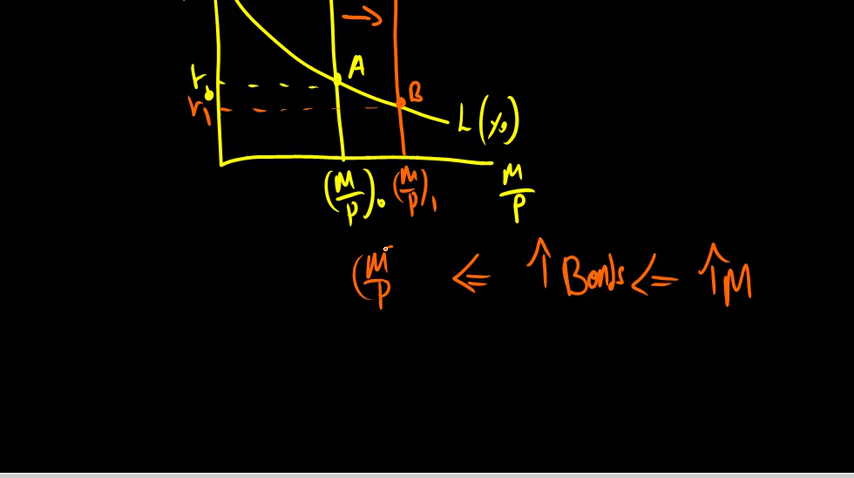 A
r₀
r₁
B
L(y₀)
(M/P)₀ (M/P)₁ M/P
(M/P ⇐ ↑ Bonds ⇐ ↑M